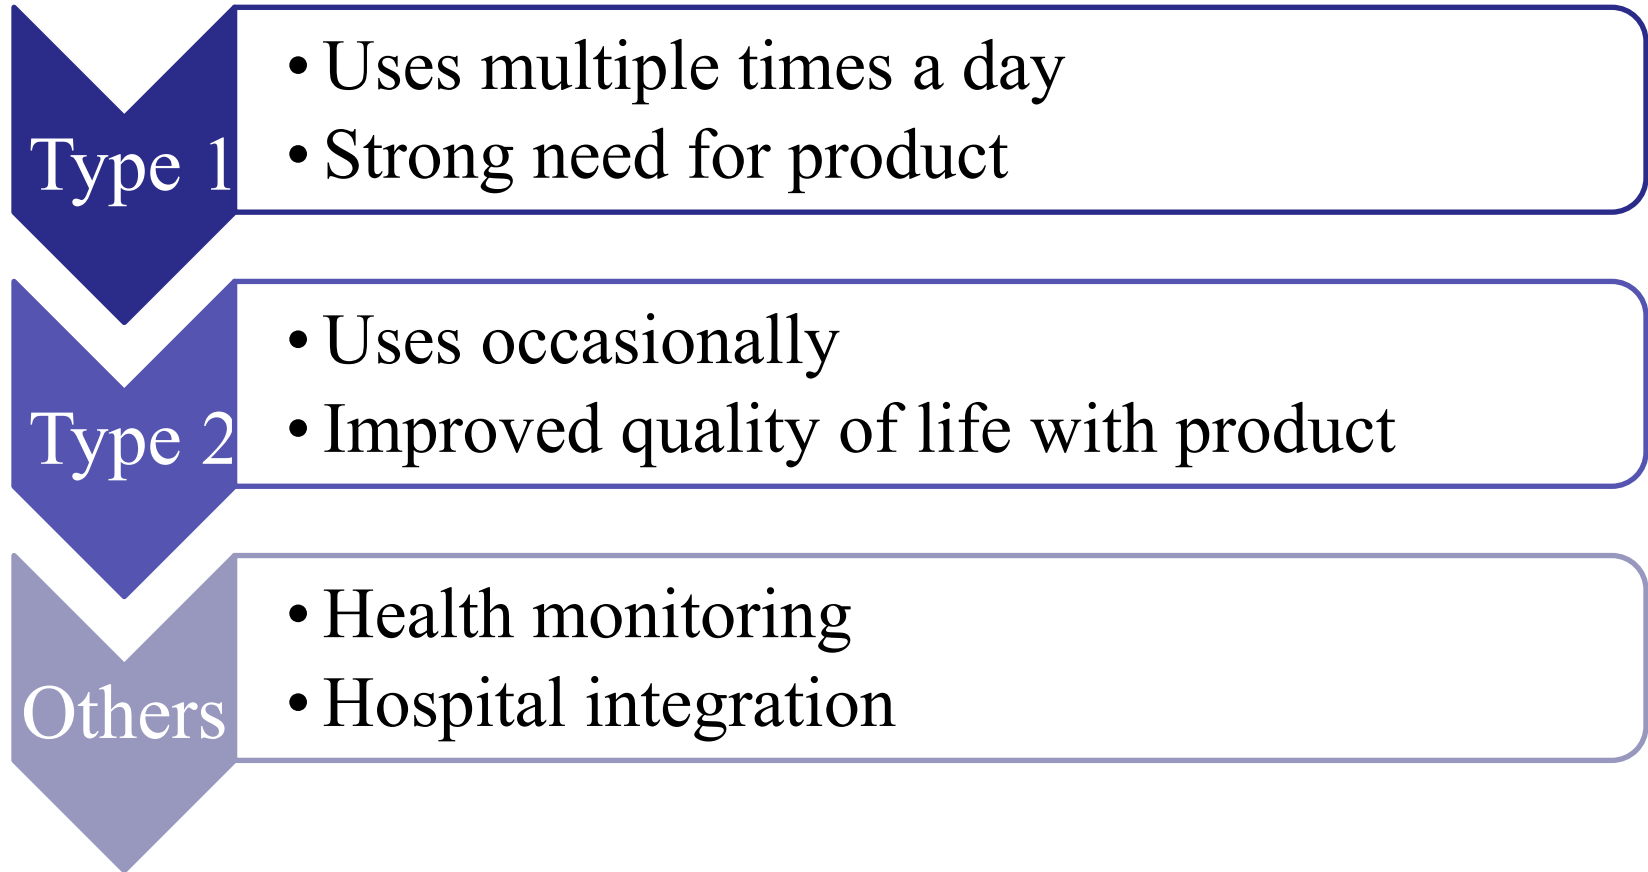 Type 1
• Uses multiple times a day
• Strong need for product
Type 2
• Uses occasionally
• Improved quality of life with product
Others
• Health monitoring
• Hospital integration